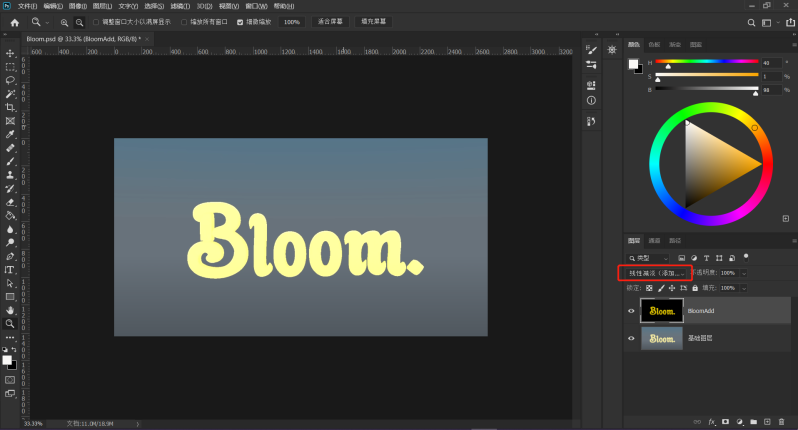 Ps 文件(F) 编辑(E) 图像(I) 图层(L) 文字(Y) 选择(S) 滤镜(T) 3D(D) 视图(V) 窗口(W) 帮助(H)
调整窗口大小以满屏显示 缩放所有窗口 细微缩放 100% 适合屏幕 填充屏幕
Bloom.psd @ 33.3% (BloomAdd, RGB/8) * ×
600 400 200 0 200 400 600 800 1000 1200 1400 1600 1800 2000 2200 2400 2600 2800 3000 3200
Bloom.
颜色 色板 渐变 图案
H 40 °
S 1 %
B 98 %
图层 通道 路径
类型
线性减淡（添加... 不透明度: 100%
锁定: 填充: 100%
Bloom. BloomAdd
Bloom. 基础图层
33.33% 文档:11.0M/18.9M
fx